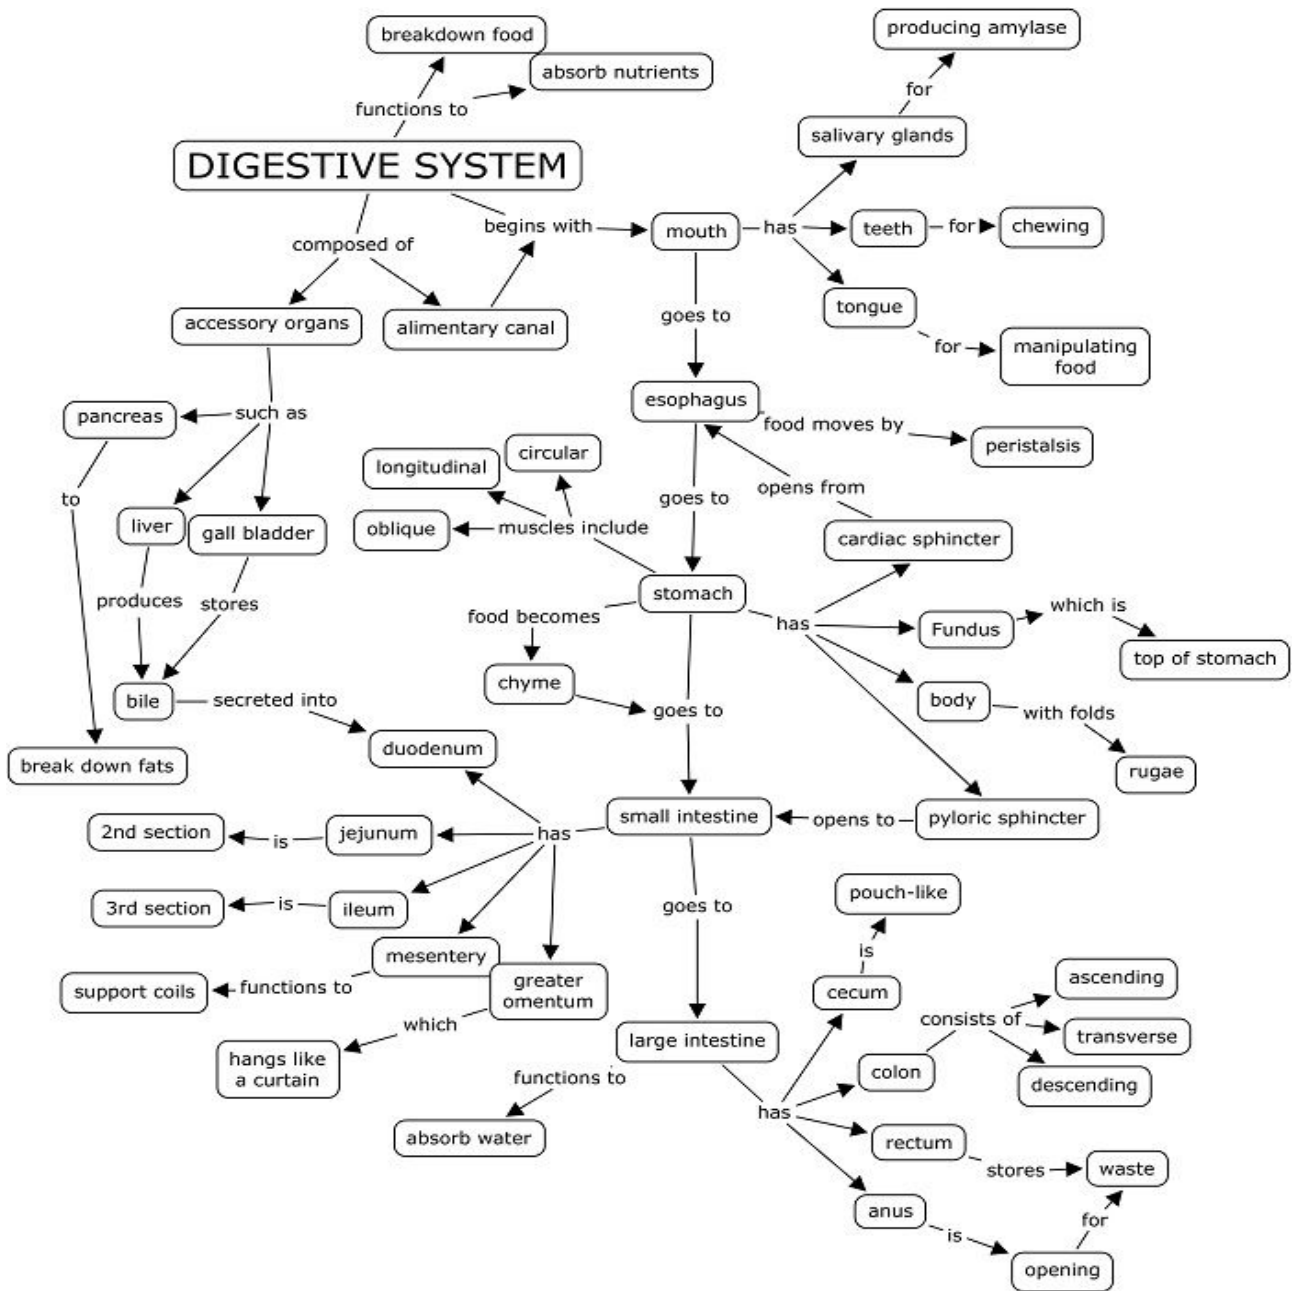 breakdown food
absorb nutrients
functions to
DIGESTIVE SYSTEM
producing amylase
for
salivary glands
composed of
begins with
mouth
has
teeth
for
chewing
tongue
for
manipulating
food
accessory organs
alimentary canal
goes to
esophagus
food moves by
peristalsis
pancreas
such as
to
liver
gall bladder
produces
stores
bile
secreted into
break down fats
longitudinal
circular
oblique
muscles include
goes to
opens from
cardiac sphincter
stomach
has
Fundus
which is
top of stomach
body
with folds
rugae
food becomes
chyme
goes to
duodenum
small intestine
opens to
pyloric sphincter
2nd section
is
jejunum
has
3rd section
is
ileum
mesentery
functions to
support coils
greater
omentum
which
hangs like
a curtain
goes to
large intestine
functions to
absorb water
has
pouch-like
is
cecum
colon
consists of
ascending
transverse
descending
rectum
stores
waste
anus
is
opening
for